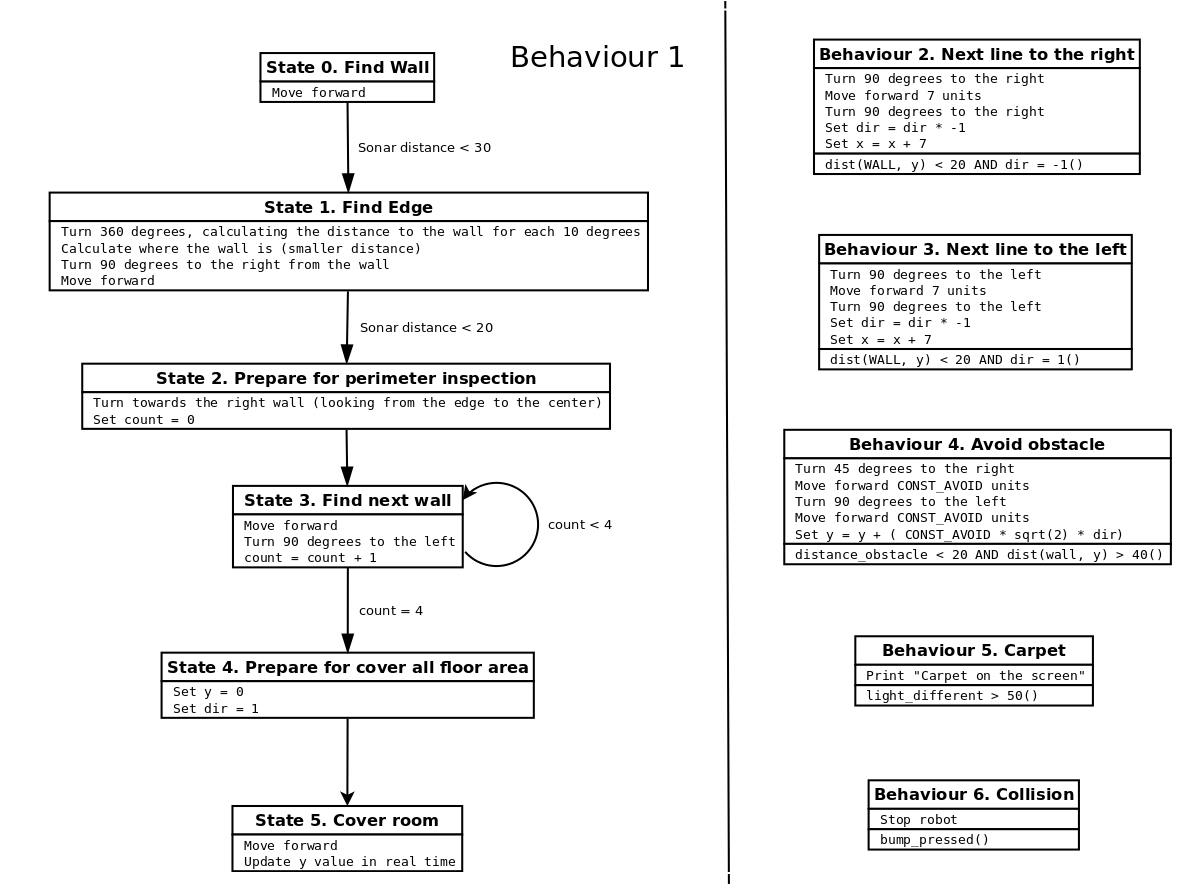 Behaviour 1
State 0. Find Wall
Move forward
Sonar distance < 30
State 1. Find Edge
Turn 360 degrees, calculating the distance to the wall for each 10 degrees
Calculate where the wall is (smaller distance)
Turn 90 degrees to the right from the wall
Move forward
Sonar distance < 20
State 2. Prepare for perimeter inspection
Turn towards the right wall (looking from the edge to the center)
Set count = 0
State 3. Find next wall
Move forward
Turn 90 degrees to the left
count = count + 1
count < 4
count = 4
State 4. Prepare for cover all floor area
Set y = 0
Set dir = 1
State 5. Cover room
Move forward
Update y value in real time
Behaviour 2. Next line to the right
Turn 90 degrees to the right
Move forward 7 units
Turn 90 degrees to the right
Set dir = dir * -1
Set x = x + 7
dist(WALL, y) < 20 AND dir = -1()
Behaviour 3. Next line to the left
Turn 90 degrees to the left
Move forward 7 units
Turn 90 degrees to the left
Set dir = dir * -1
Set x = x + 7
dist(WALL, y) < 20 AND dir = 1()
Behaviour 4. Avoid obstacle
Turn 45 degrees to the right
Move forward CONST_AVOID units
Turn 90 degrees to the left
Move forward CONST_AVOID units
Set y = y + ( CONST_AVOID * sqrt(2) * dir)
distance_obstacle < 20 AND dist(wall, y) > 40()
Behaviour 5. Carpet
Print "Carpet on the screen"
light_different > 50()
Behaviour 6. Collision
Stop robot
bump_pressed()